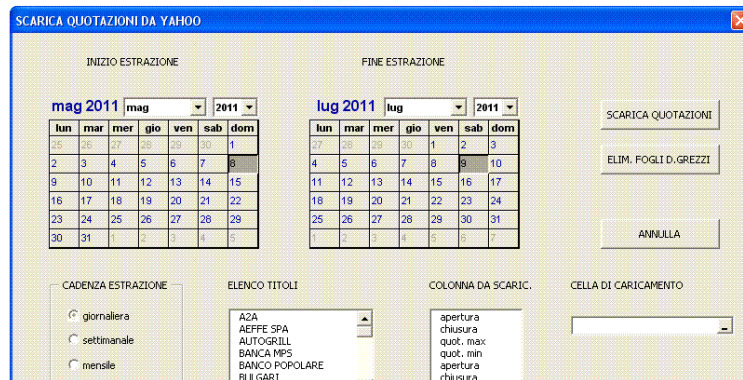 SCARICA QUOTAZIONI DA YAHOO
INIZIO ESTRAZIONE
FINE ESTRAZIONE
mag 2011 mag 2011
lun mar mer gio ven sab dom
25 26 27 28 29 30 1
2 3 4 5 6 7 8
9 10 11 12 13 14 15
16 17 18 19 20 21 22
23 24 25 26 27 28 29
30 31 1 2 3 4 5
lug 2011 lug 2011
lun mar mer gio ven sab dom
27 28 29 30 1 2 3
4 5 6 7 8 9 10
11 12 13 14 15 16 17
18 19 20 21 22 23 24
25 26 27 28 29 30 31
1 2 3 4 5 6 7
SCARICA QUOTAZIONI
ELIM. FOGLI D.GREZZI
ANNULLA
CADENZA ESTRAZIONE
giornaliera
settimanale
mensile
ELENCO TITOLI
A2A
AEFFE SPA
AUTOGRILL
BANCA MPS
BANCO POPOLARE
BULGARI
COLONNA DA SCARIC.
apertura
chiusura
quot. max
quot. min
apertura
chiusura
CELLA DI CARICAMENTO